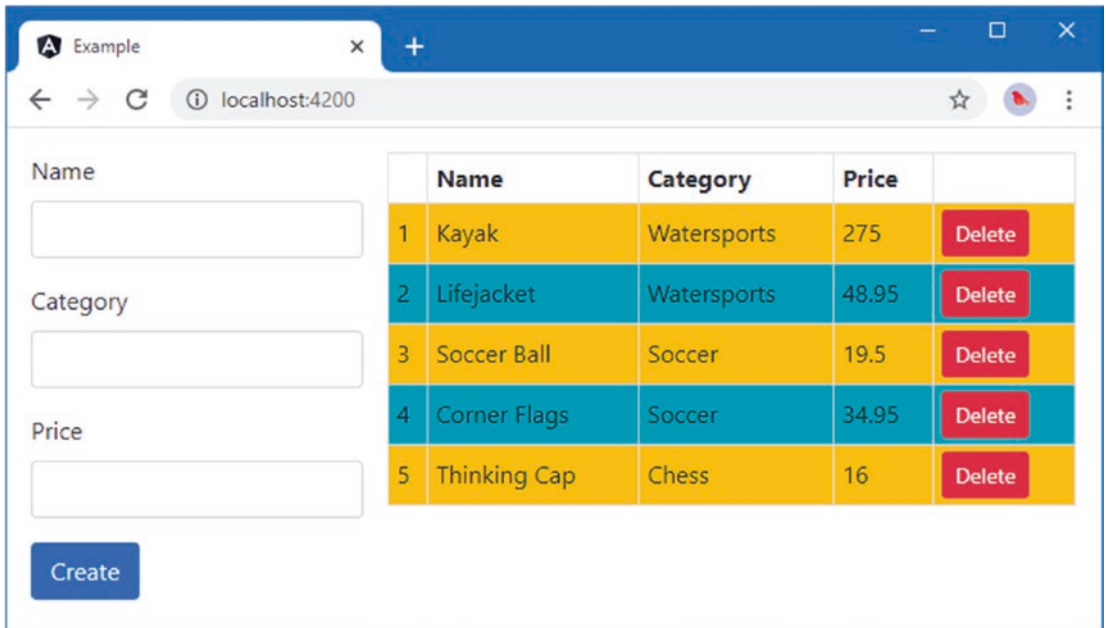 Example
localhost:4200
Name
Category
Price
Create
Name Category Price
1 Kayak Watersports 275 Delete
2 Lifejacket Watersports 48.95 Delete
3 Soccer Ball Soccer 19.5 Delete
4 Corner Flags Soccer 34.95 Delete
5 Thinking Cap Chess 16 Delete